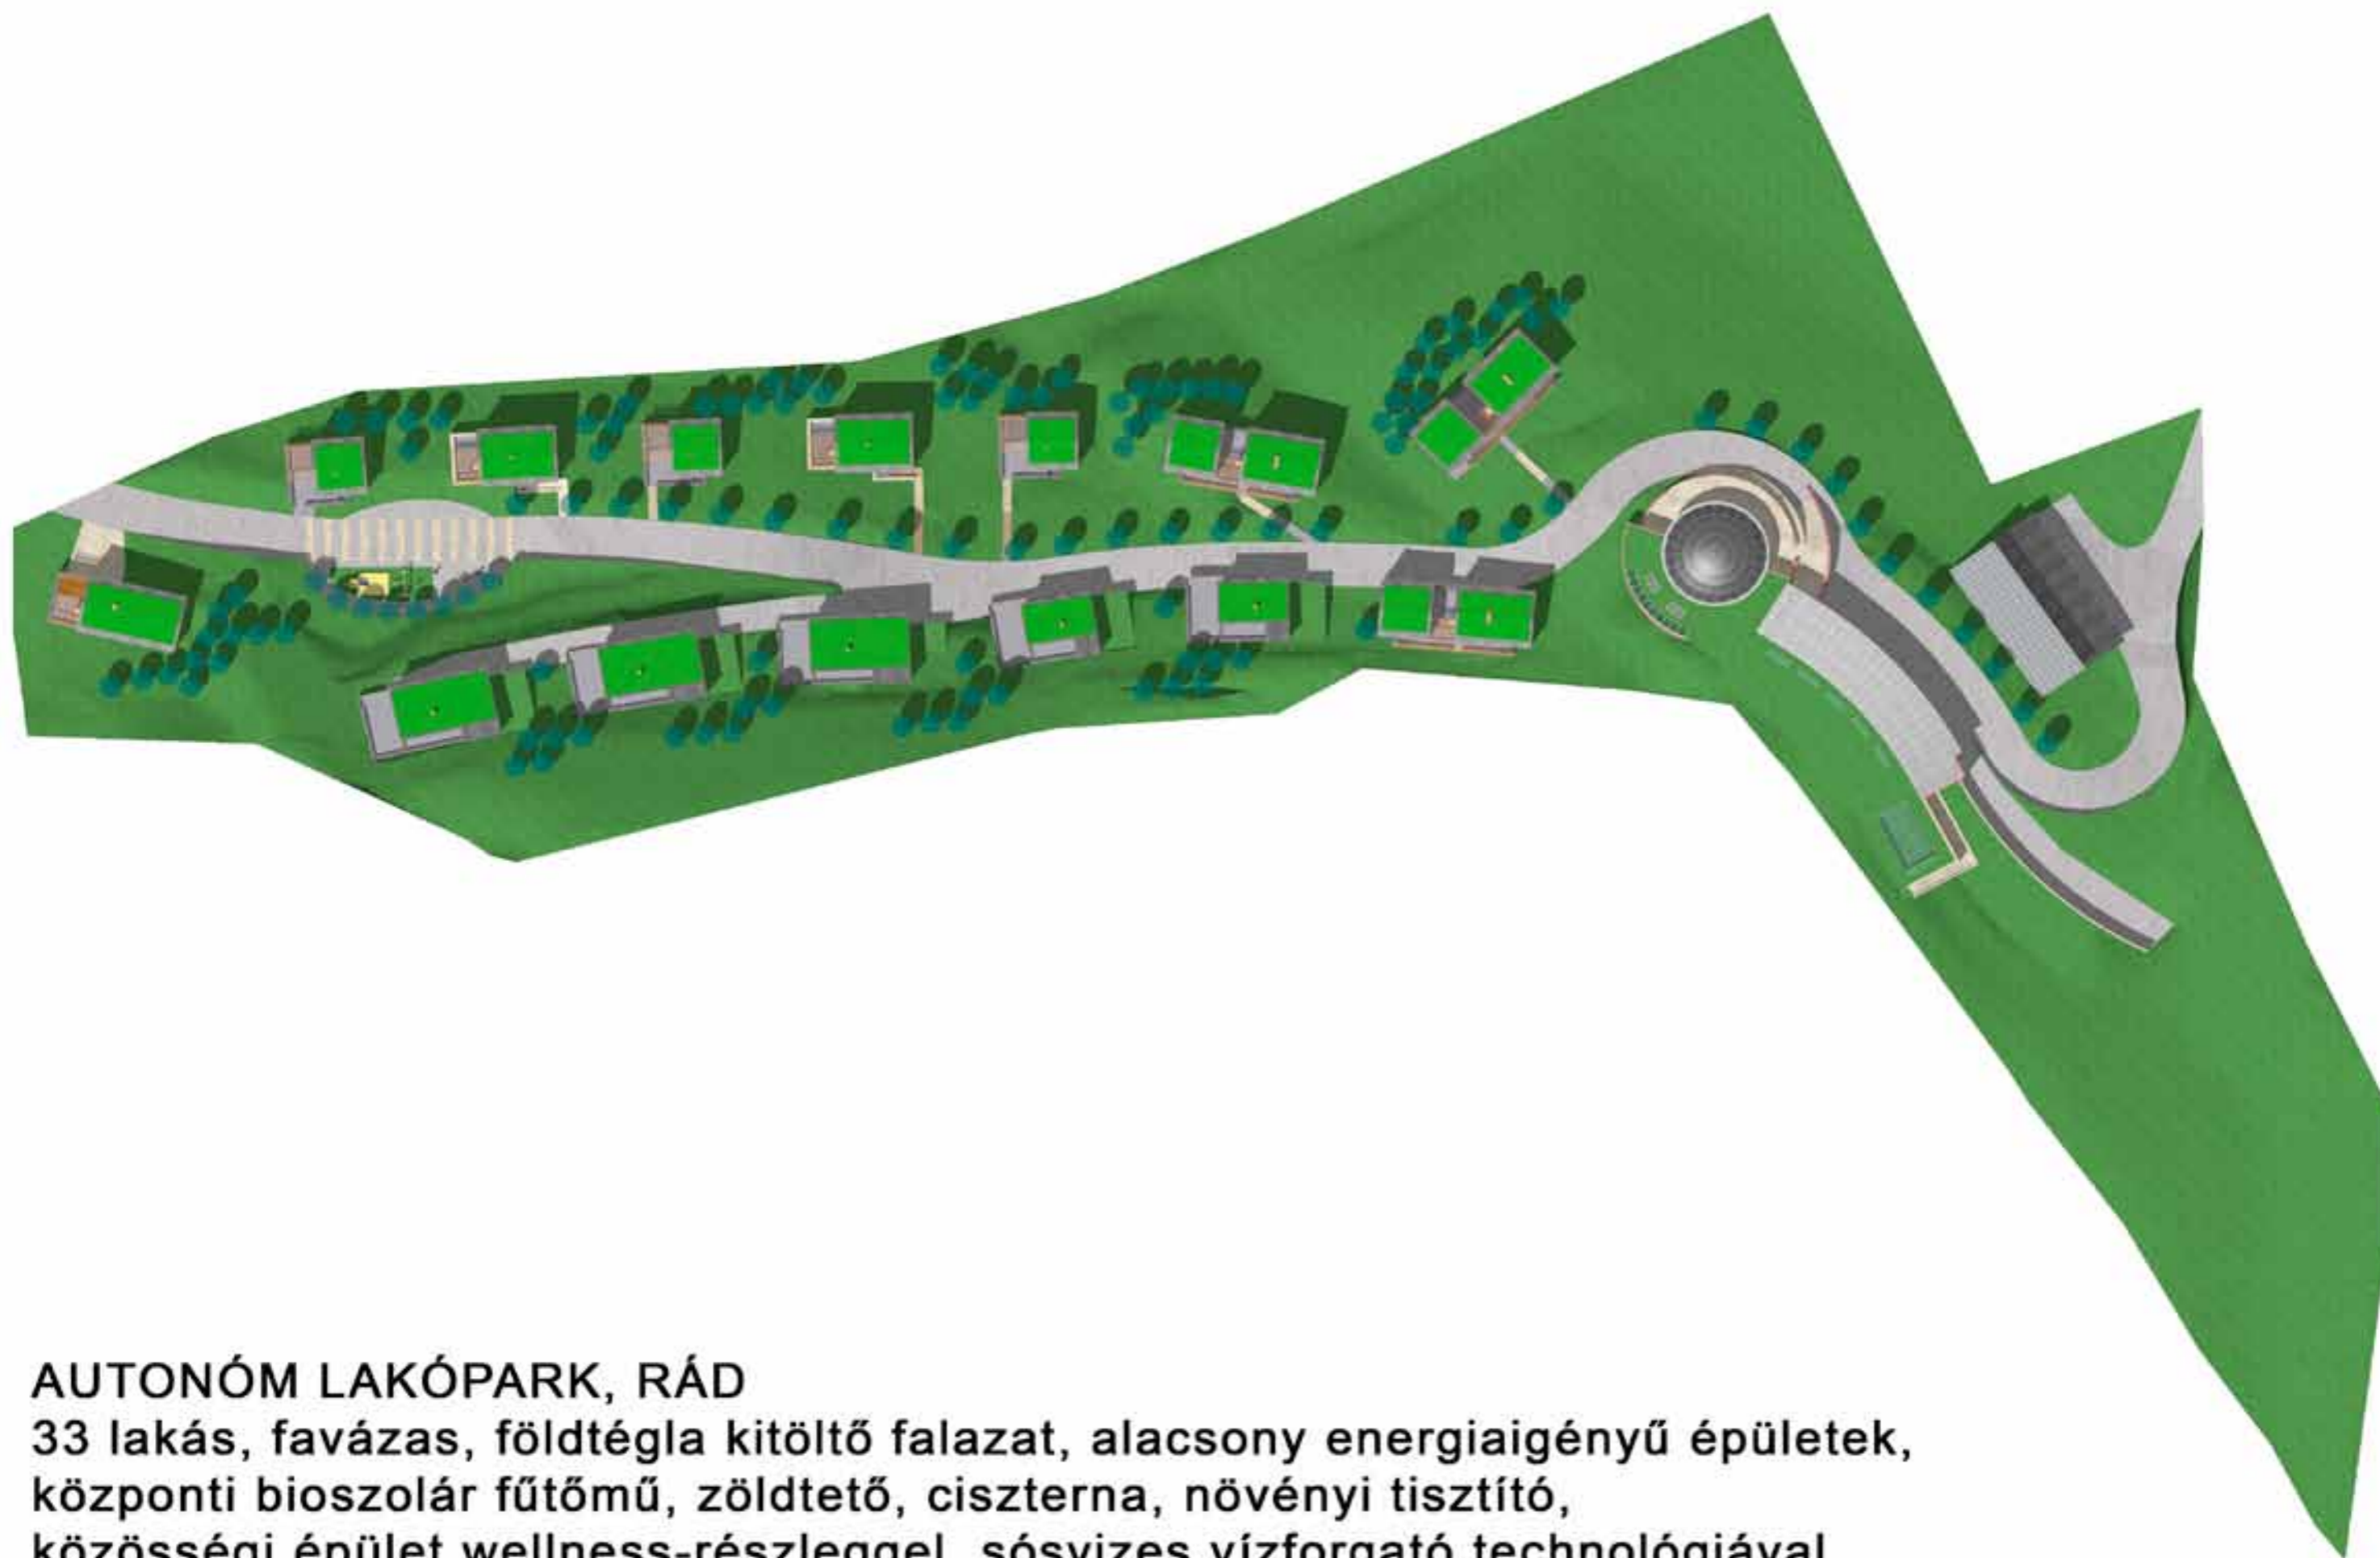 AUTONÓM LAKÓPARK, RÁD
33 lakás, favázas, földtégla kitöltő falazat, alacsony energiaigényű épületek,
központi bioszolár fűtőmű, zöldtető, ciszterna, növényi tisztító,
közösségi épület wellness-részleggel, sósvizes vízforgató technológiával